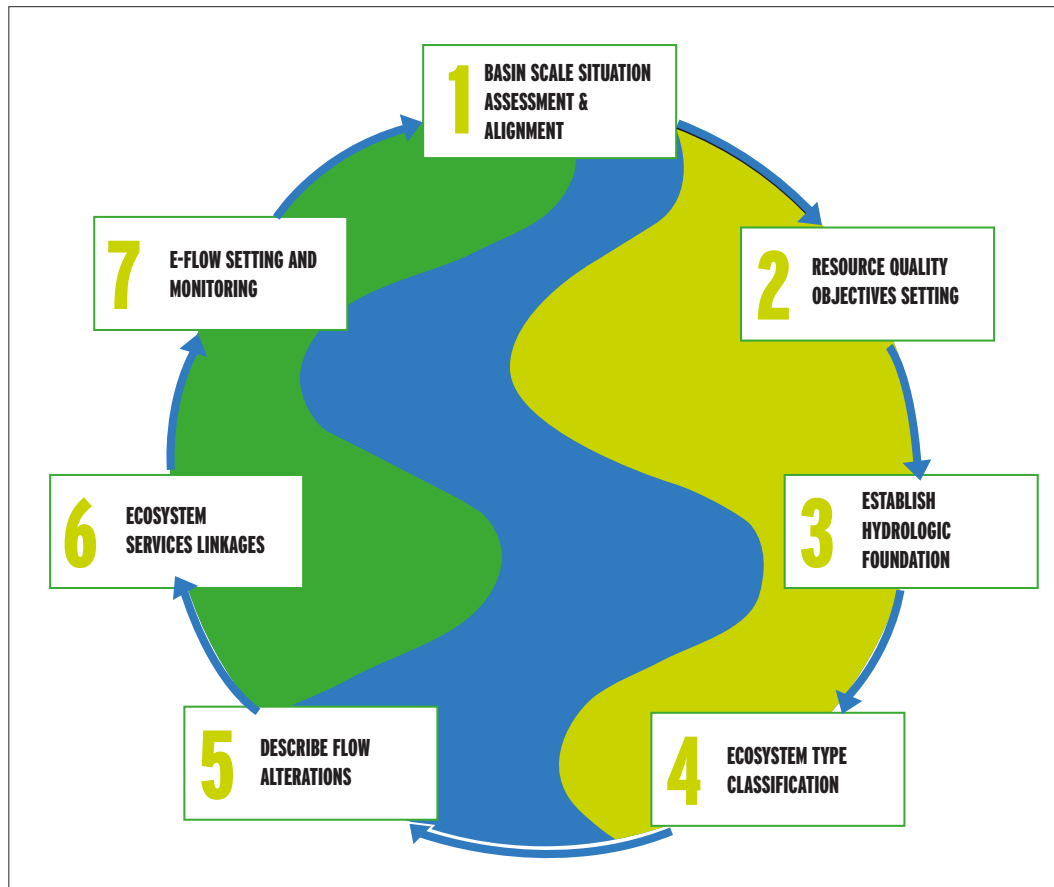 1
BASIN SCALE SITUATION
ASSESSMENT &
ALIGNMENT
2
RESOURCE QUALITY
OBJECTIVES SETTING
3
ESTABLISH
HYDROLOGIC
FOUNDATION
4
ECOSYSTEM TYPE
CLASSIFICATION
5
DESCRIBE FLOW
ALTERATIONS
6
ECOSYSTEM
SERVICES LINKAGES
7
E-FLOW SETTING AND
MONITORING